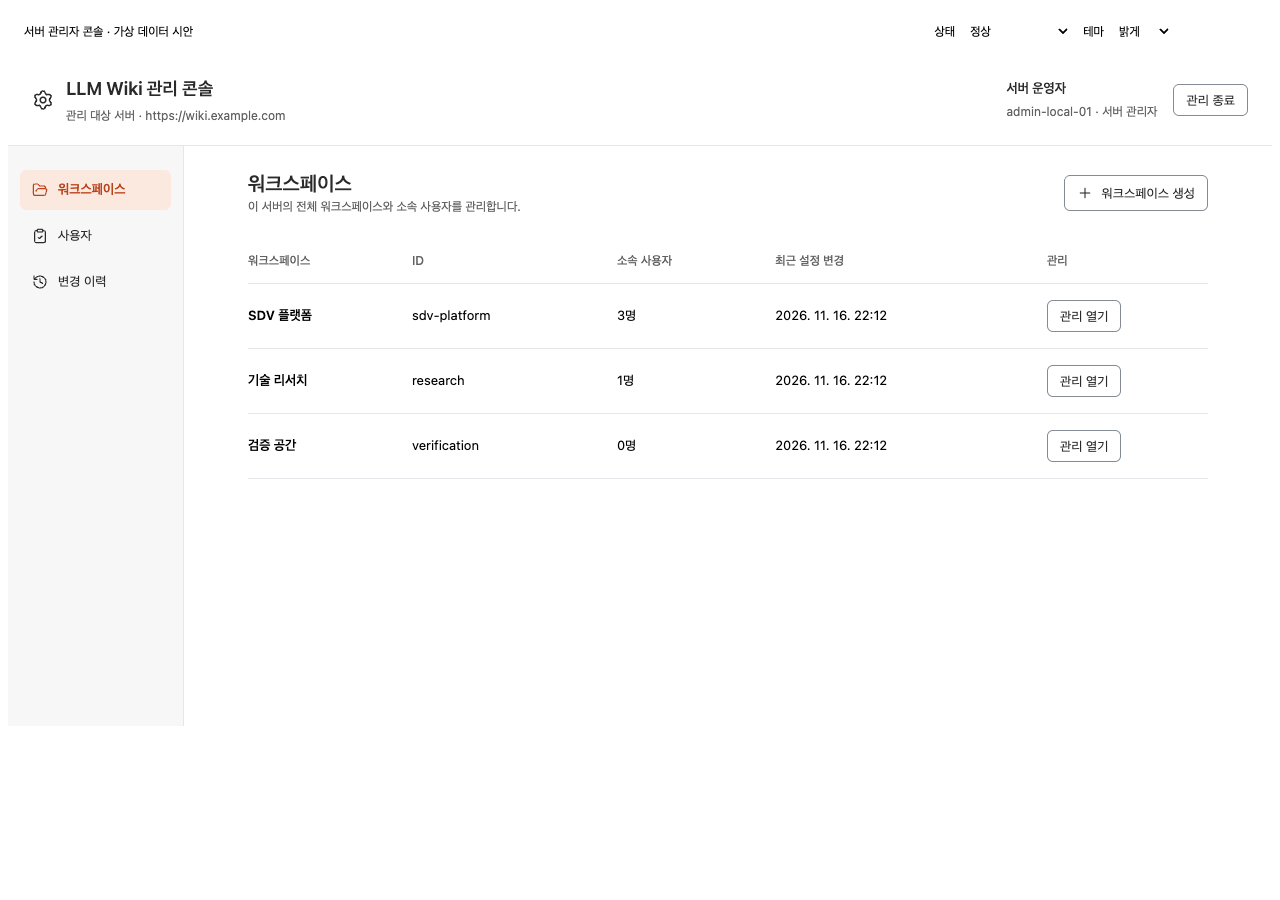 서버 관리자 콘솔 · 가상 데이터 시안
상태 정상 테마 밝게
LLM Wiki 관리 콘솔
관리 대상 서버 · https://wiki.example.com
서버 운영자
admin-local-01 · 서버 관리자
관리 종료
워크스페이스
사용자
변경 이력
워크스페이스
이 서버의 전체 워크스페이스와 소속 사용자를 관리합니다.
워크스페이스 생성
워크스페이스 ID 소속 사용자 최근 설정 변경 관리
SDV 플랫폼 sdv-platform 3명 2026. 11. 16. 22:12 관리 열기
기술 리서치 research 1명 2026. 11. 16. 22:12 관리 열기
검증 공간 verification 0명 2026. 11. 16. 22:12 관리 열기